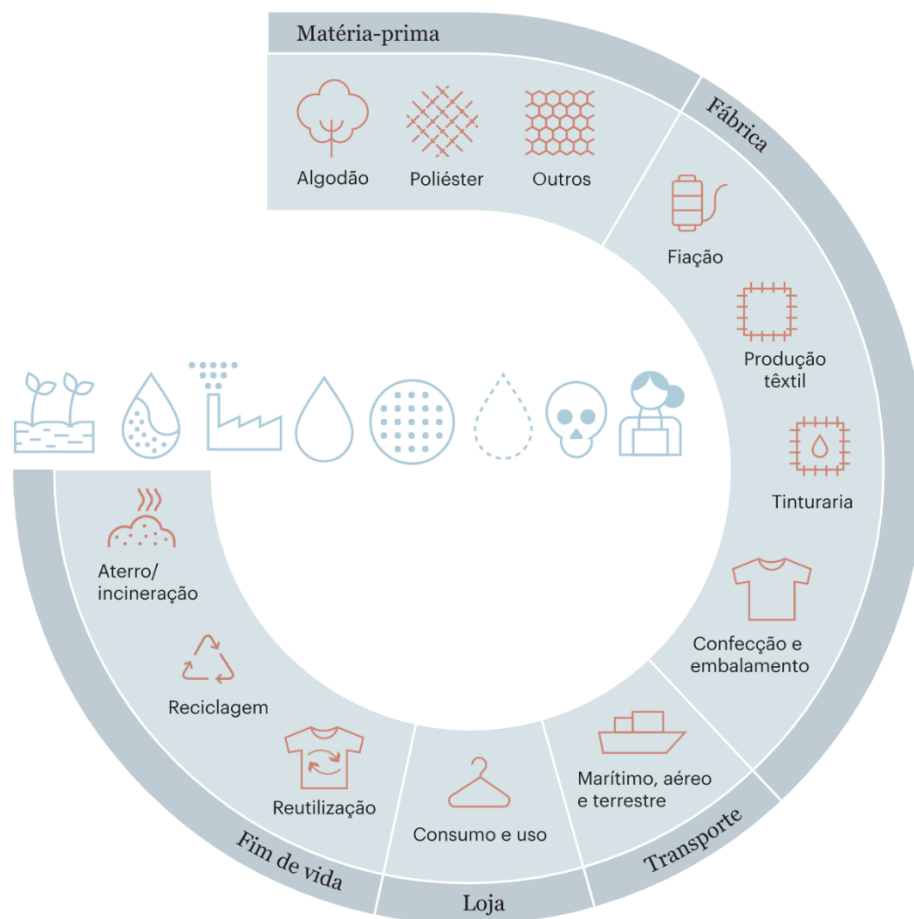 Matéria-prima
Algodão
Poliéster
Outros
Fábrica
Fiação
Produção
têxtil
Tinturaria
Confecção e
embalamento
Transporte
Marítimo, aéreo
e terrestre
Loja
Consumo e uso
Fim de vida
Reutilização
Reciclagem
Aterro/
incineração